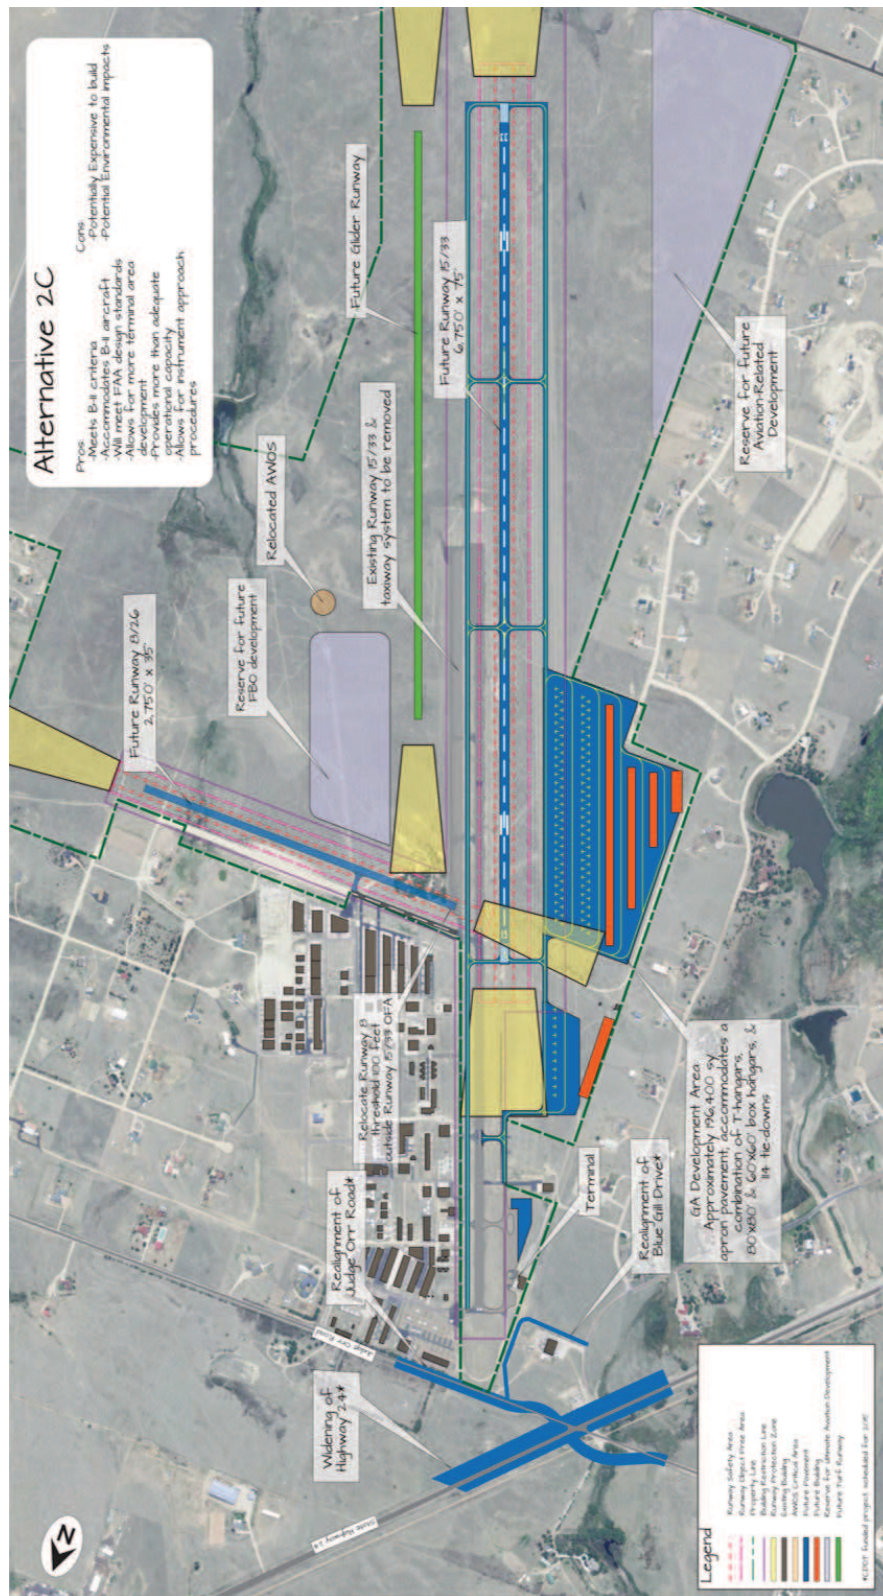 Alternative 2C
Pros
-Meets B-II criteria
-Accommodates B-II aircraft
-Will meet FAA design standards
-Allows for more terminal area
development
-Provides more than adequate
operational capacity
-Allows for instrument approach
procedures
Cons
-Potentially Expensive to build
-Potential Environmental Impacts
Future Glider Runway
Future Runway 15/33
6,750' x 75'
Existing Runway 15/33 &
taxiway system to be removed
Relocated AWOS
Reserve for future
FBO development
Future Runway 8/26
2,750' x 35'
Reserve for Future
Aviation-Related
Development
Relocate Runway 8
threshold 100 feet
outside Runway 15/33 OFA
Realignment of
Judge Orr Road*
Judge Orr Road
Widening of
Highway 24*
State Highway 24
Terminal
Realignment of
Blue Gill Drive*
GA Development Area
Approximately 196,400 sy
apron pavement, accommodates a
combination of T-hangars,
80'x80' & 60'x60' box hangars, &
114 tie-downs
N
Legend
Runway Safety Area
Runway Object Free Area
Property Line
Building Restriction Line
Runway Protection Zone
Existing Building
AWOS Critical Area
Future Pavement
Future Building
Reserve for Ultimate Aviation Development
Future Turf Runway
*CDOT funded project scheduled for